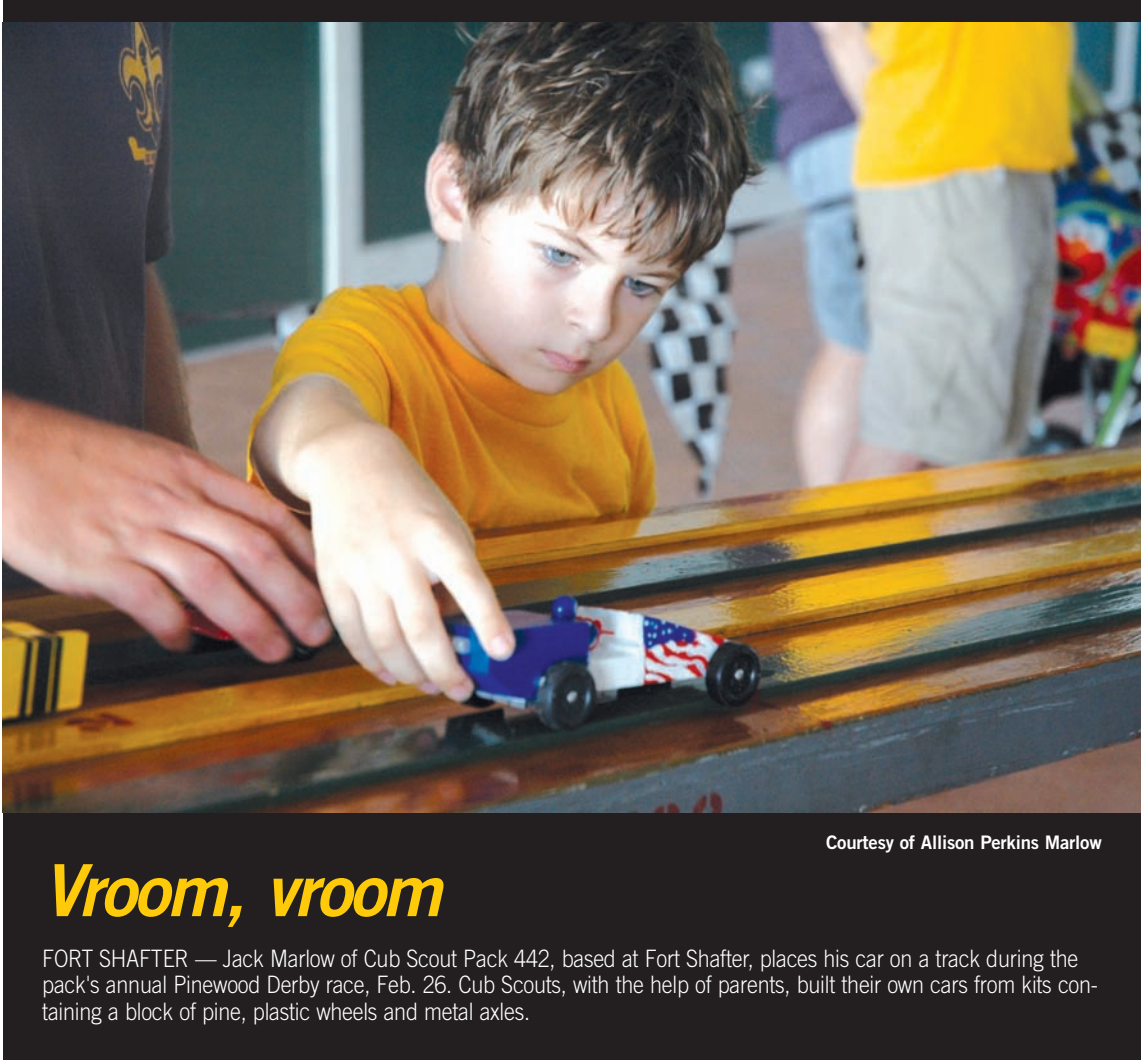 Courtesy of Allison Perkins Marlow
Vroom, vroom
FORT SHAFTER — Jack Marlow of Cub Scout Pack 442, based at Fort Shafter, places his car on a track during the
pack's annual Pinewood Derby race, Feb. 26. Cub Scouts, with the help of parents, built their own cars from kits con-
taining a block of pine, plastic wheels and metal axles.